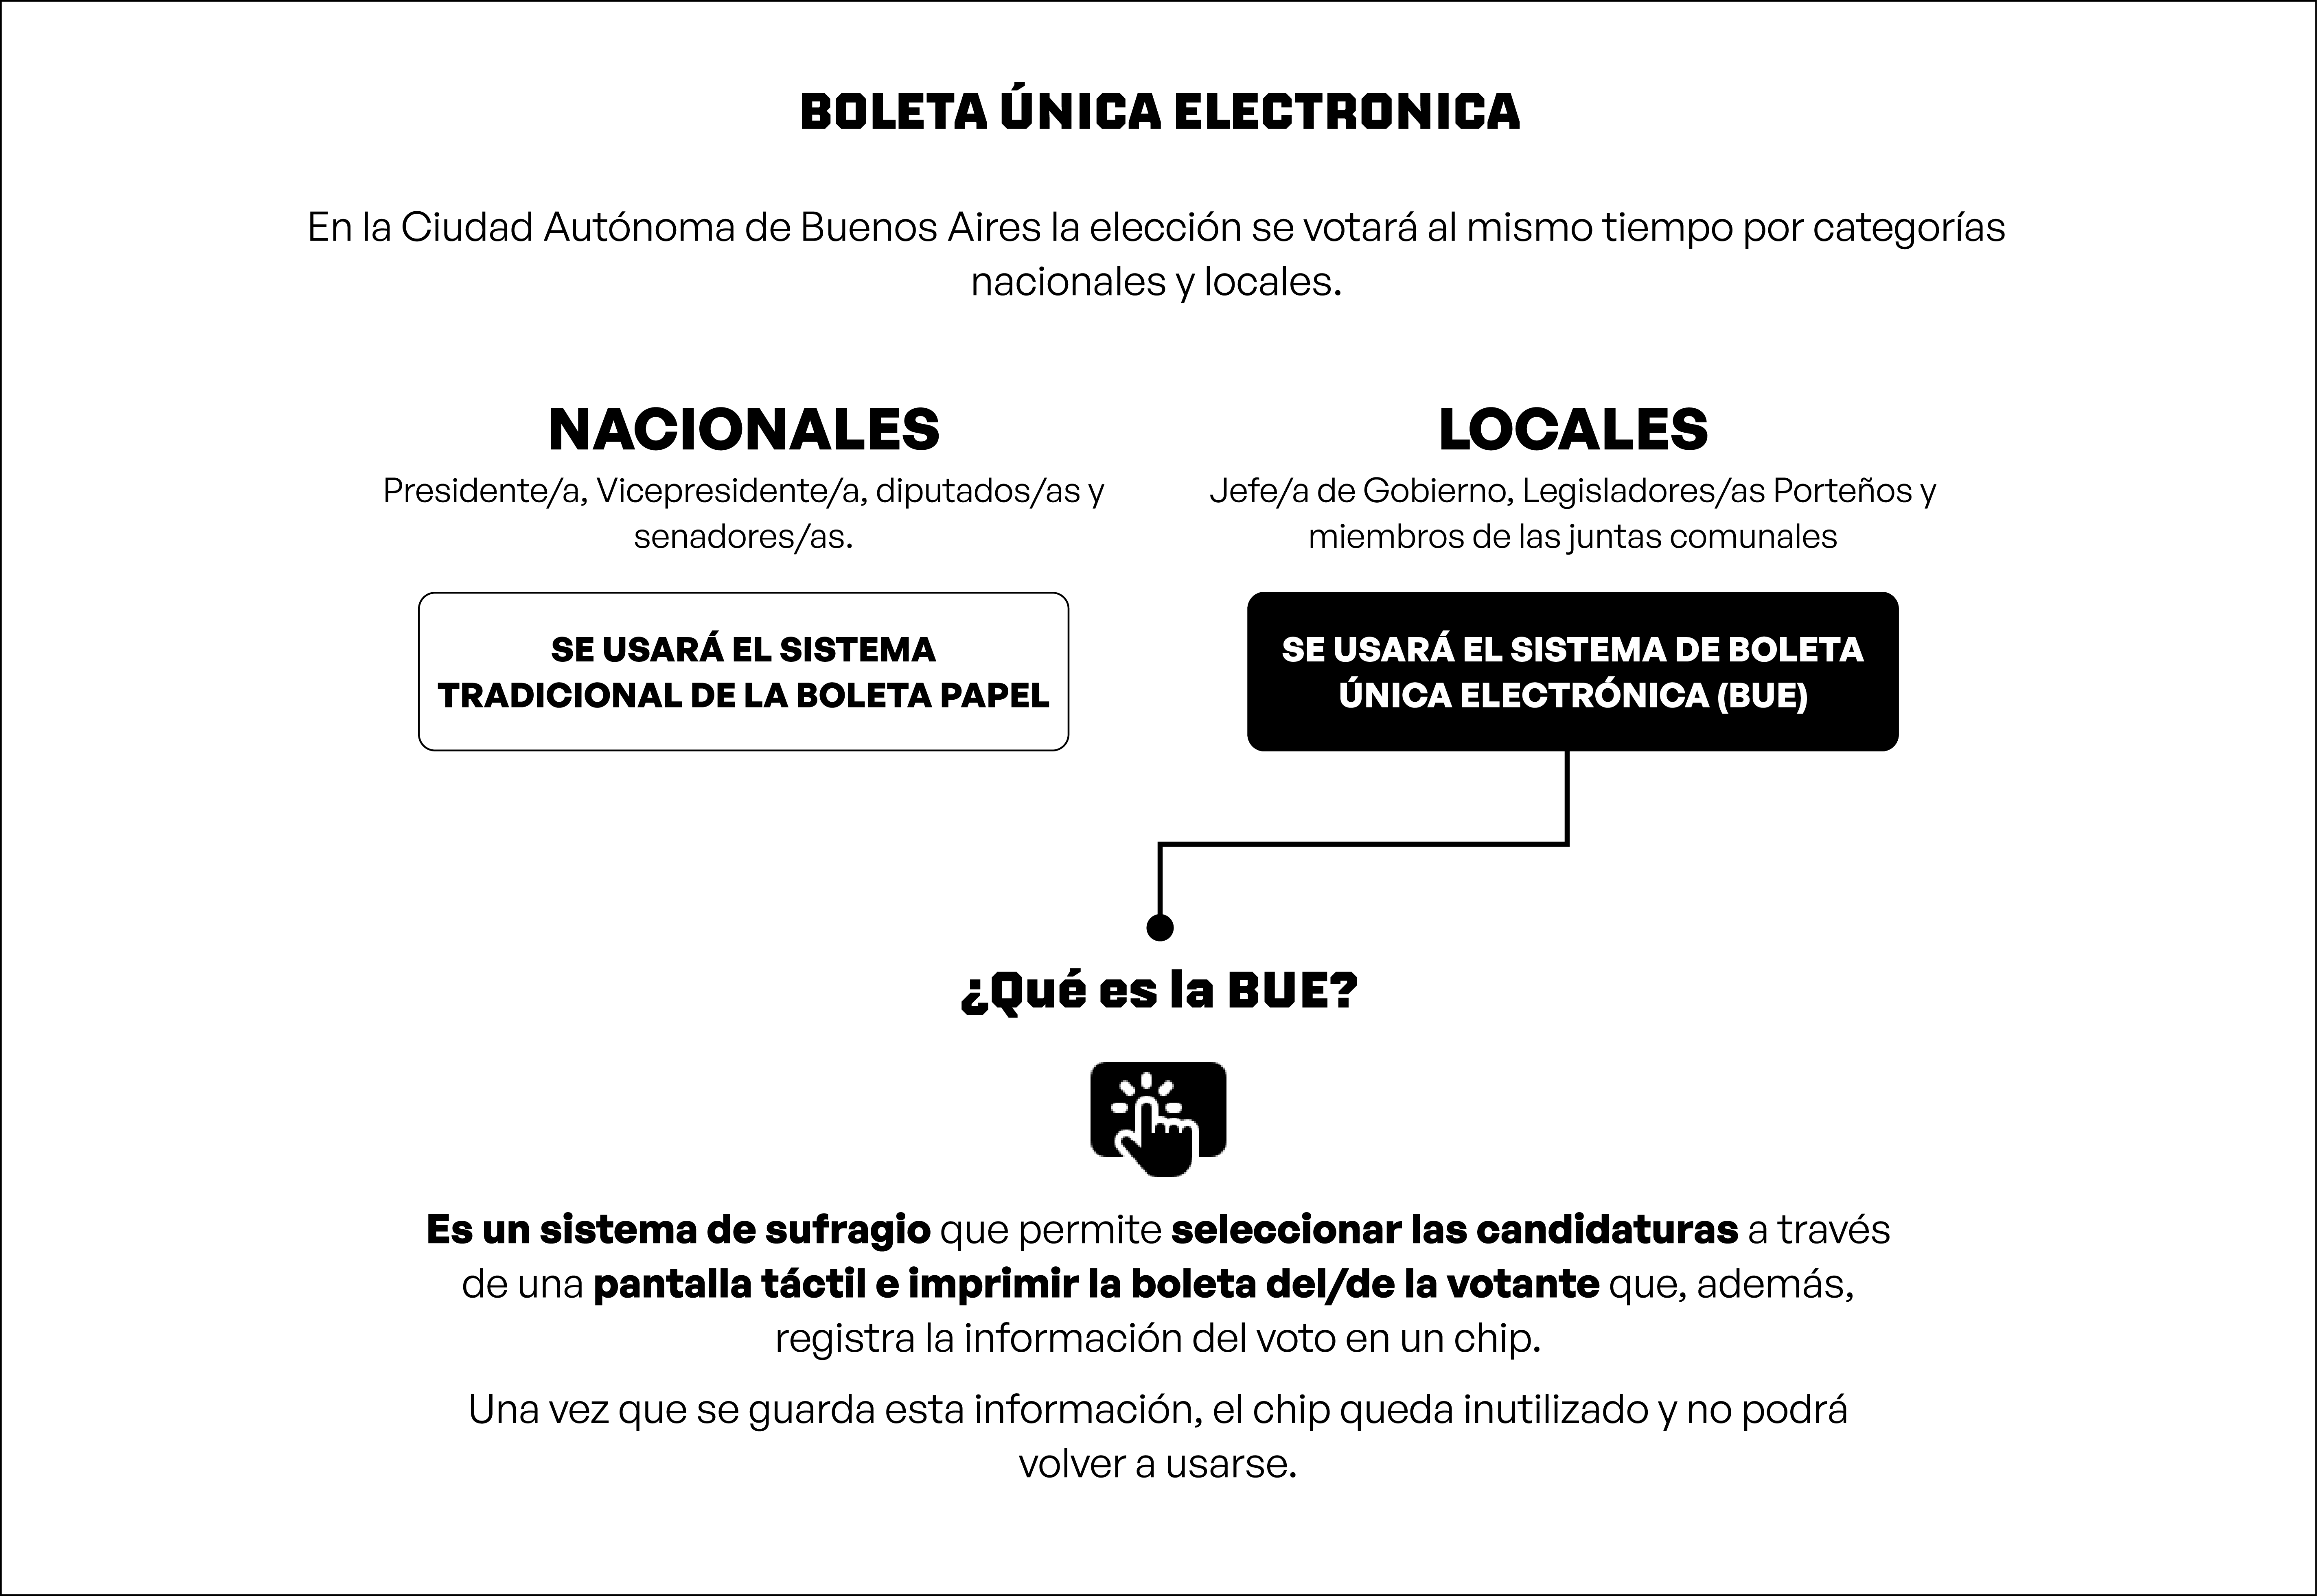 BOLETA ÚNICA ELECTRONICA
En la Ciudad Autónoma de Buenos Aires la elección se votará al mismo tiempo por categorías
nacionales y locales.
NACIONALES
Presidente/a, Vicepresidente/a, diputados/as y
senadores/as.
SE USARÁ EL SISTEMA
TRADICIONAL DE LA BOLETA PAPEL
LOCALES
Jefe/a de Gobierno, Legisladores/as Porteños y
miembros de las juntas comunales
SE USARÁ EL SISTEMA DE BOLETA
ÚNICA ELECTRÓNICA (BUE)
¿Qué es la BUE?
Es un sistema de sufragio que permite seleccionar las candidaturas a través
de una pantalla táctil e imprimir la boleta del/de la votante que, además,
registra la información del voto en un chip.
Una vez que se guarda esta información, el chip queda inutilizado y no podrá
volver a usarse.